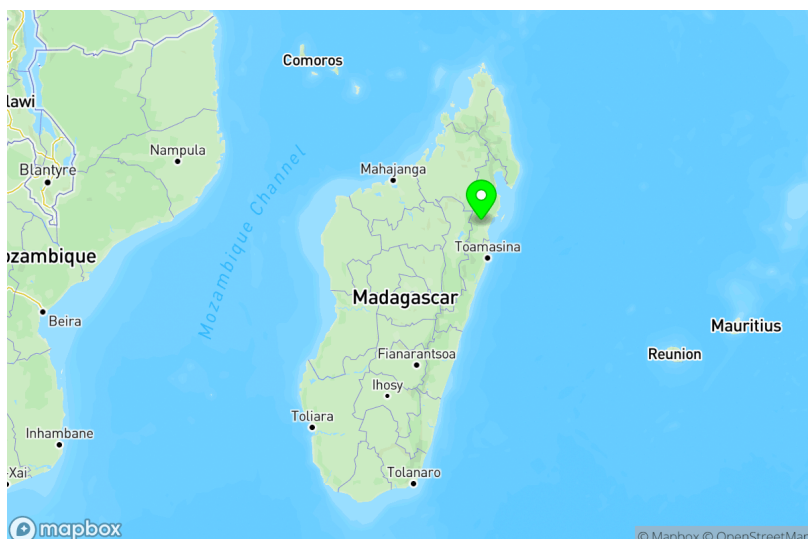 Comoros
lawi
Nampula
Blantyre
Mahajanga
Mozambique Channel
Toamasina
ozambique
Madagascar
Beira
Mauritius
Reunion
Fianarantsoa
Ihosy
Toliara
Inhambane
-Xai
Tolanaro
mapbox
© Mapbox © OpenStreetMap